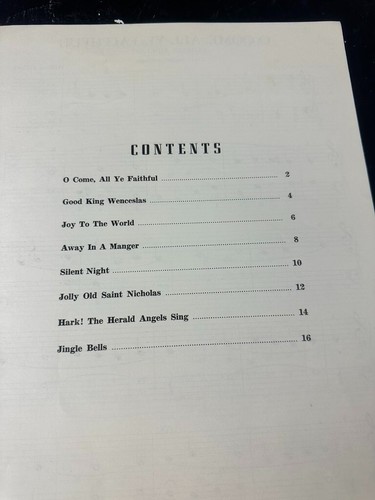 CONTENTS
O Come, All Ye Faithful ........................................ 2
Good King Wenceslas ........................................ 4
Joy To The World ........................................ 6
Away In A Manger ........................................ 8
Silent Night ........................................ 10
Jolly Old Saint Nicholas ........................................ 12
Hark! The Herald Angels Sing ........................................ 14
Jingle Bells ........................................ 16